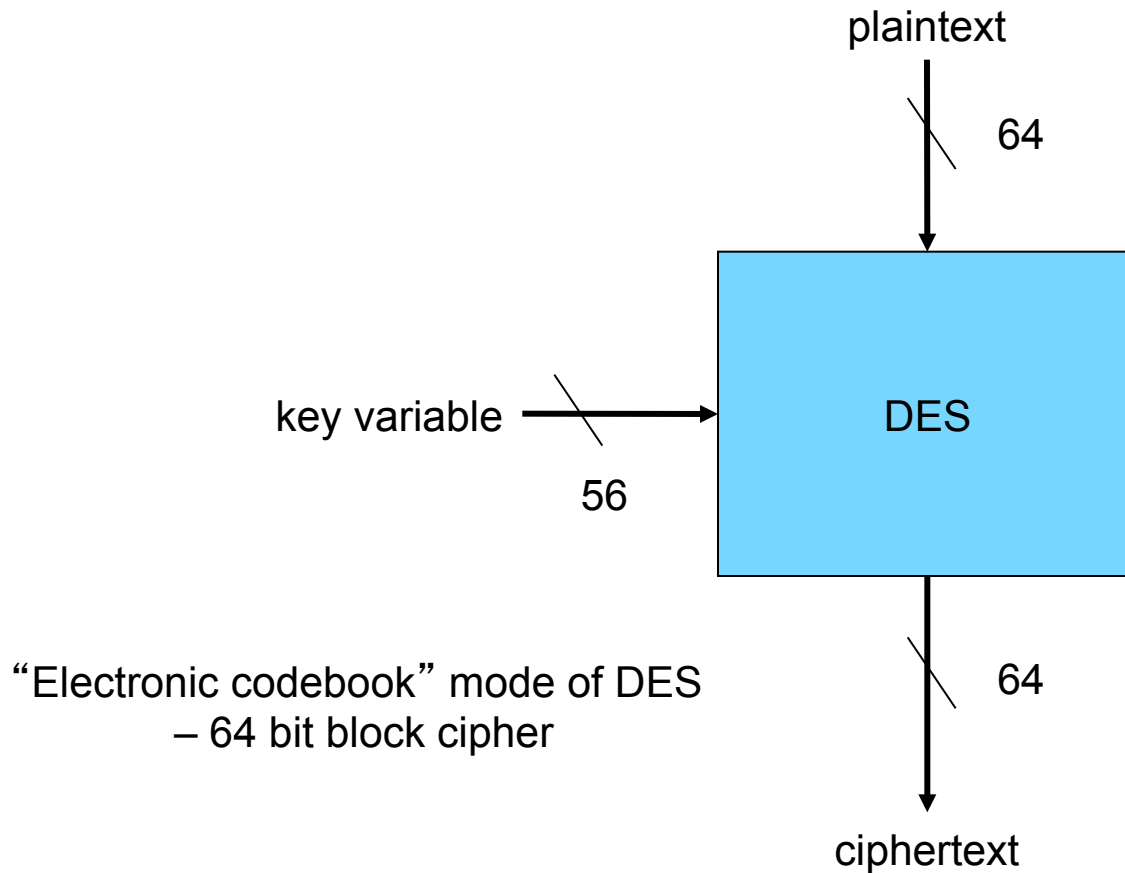 plaintext
64
key variable
DES
56
“Electronic codebook” mode of DES
– 64 bit block cipher
64
ciphertext